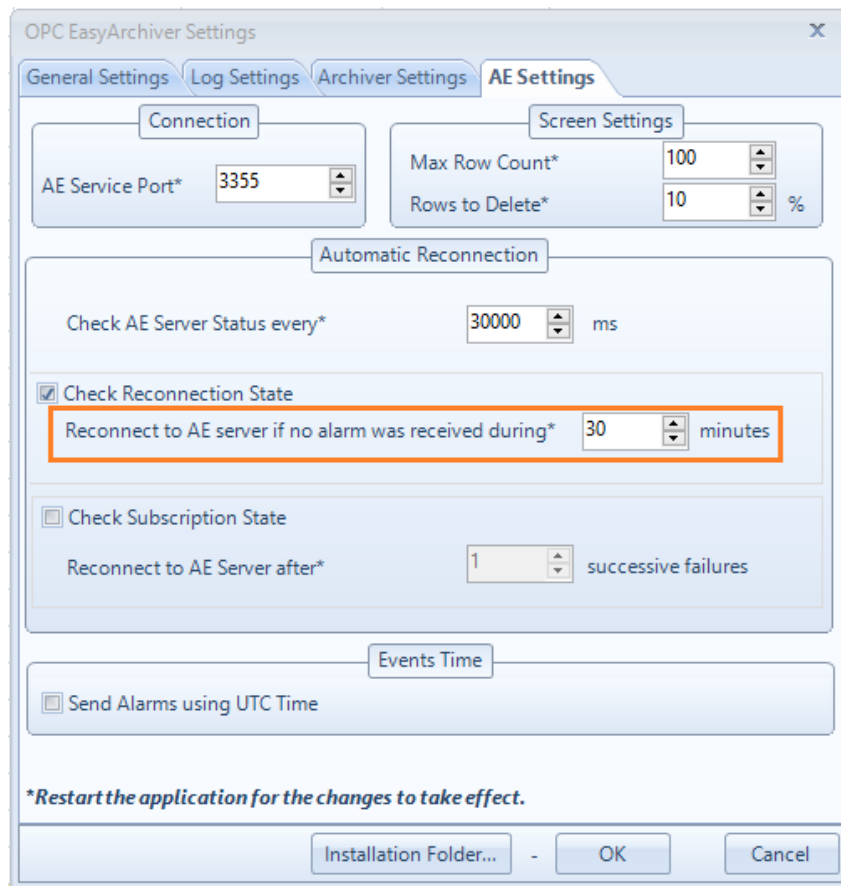 OPC EasyArchiver Settings x
General Settings Log Settings Archiver Settings AE Settings
Connection
AE Service Port* 3355
Screen Settings
Max Row Count* 100
Rows to Delete* 10 %
Automatic Reconnection
Check AE Server Status every* 30000 ms
Check Reconnection State
Reconnect to AE server if no alarm was received during* 30 minutes
Check Subscription State
Reconnect to AE Server after* 1 successive failures
Events Time
Send Alarms using UTC Time
*Restart the application for the changes to take effect.
Installation Folder... - OK Cancel